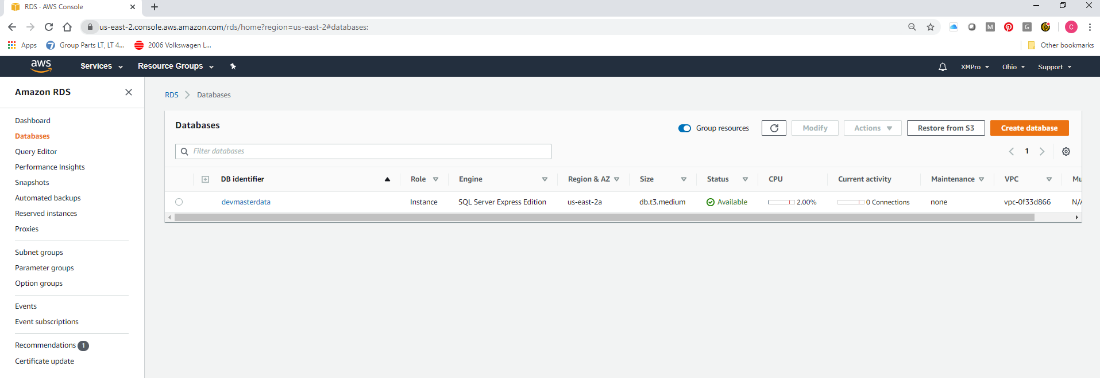 RDS - AWS Console
us-east-2.console.aws.amazon.com/rds/home?region=us-east-2#databases:
Apps Group Parts LT, LT 4... 2006 Volkswagen L... Other bookmarks
aws Services Resource Groups XMPro Ohio Support
Amazon RDS
Dashboard
Databases
Query Editor
Performance Insights
Snapshots
Automated backups
Reserved instances
Proxies
Subnet groups
Parameter groups
Option groups
Events
Event subscriptions
Recommendations 1
Certificate update
RDS > Databases
Databases Group resources Modify Actions Restore from S3 Create database
Filter databases 1
DB identifier Role Engine Region & AZ Size Status CPU Current activity Maintenance VPC Mu
devmasterdata Instance SQL Server Express Edition us-east-2a db.t3.medium Available 2.00% 0 Connections none vpc-0f33d866 N/A